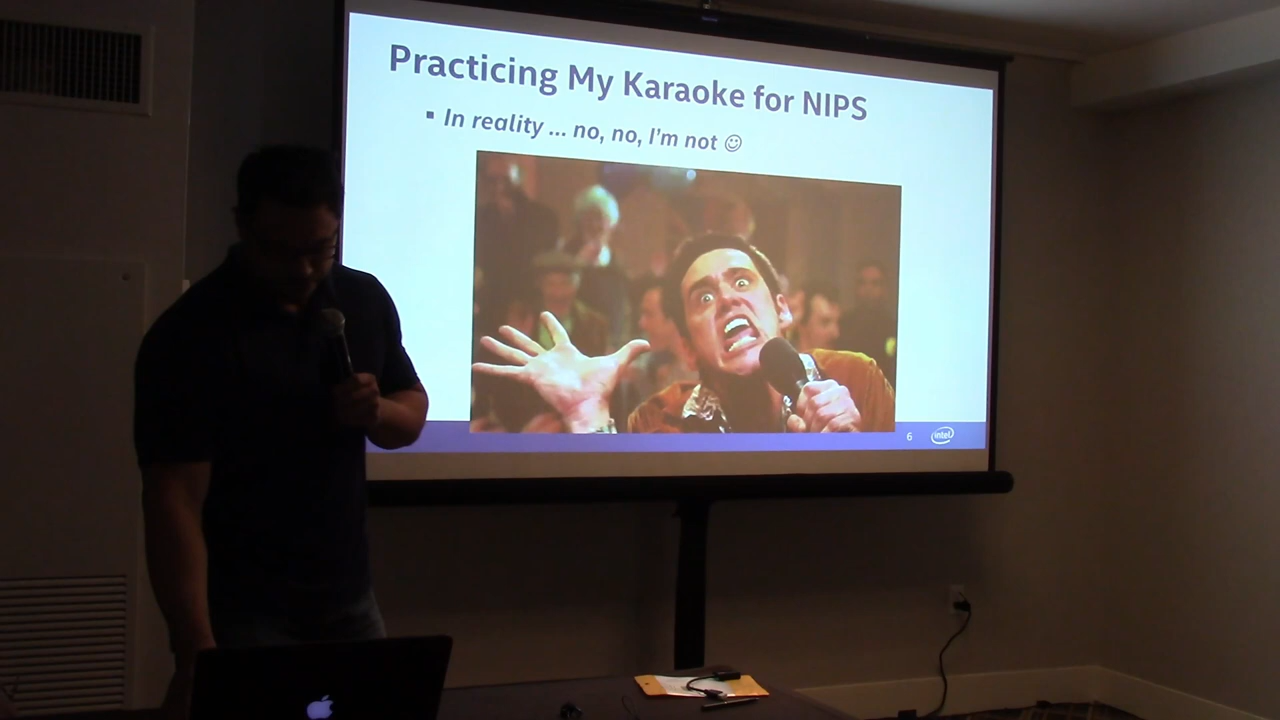 Practicing My Karaoke for NIPS
▪ In reality ... no, no, I'm not ☺
6
intel